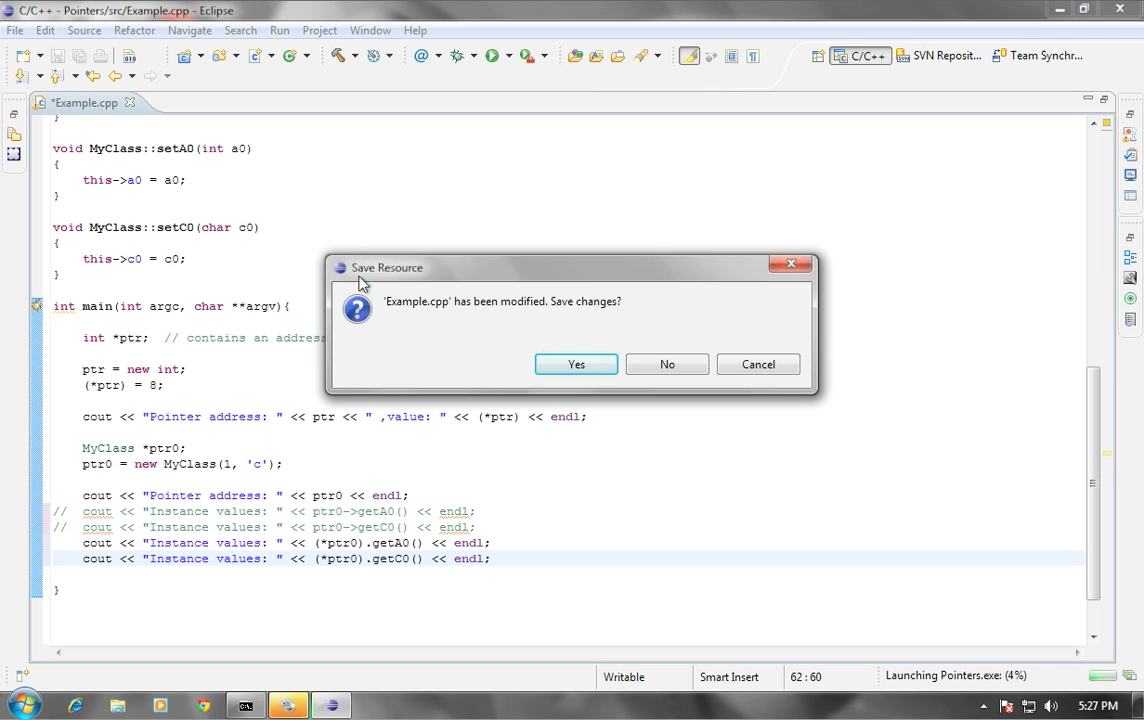 C/C++ - Pointers/src/Example.cpp - Eclipse
File Edit Source Refactor Navigate Search Run Project Window Help
C/C++ SVN Reposit... Team Synchr...
*Example.cpp
}
void MyClass::setA0(int a0)
{
this->a0 = a0;
}
void MyClass::setC0(char c0)
{
this->c0 = c0;
}
int main(int argc, char **argv){
int *ptr; // contains an address
ptr = new int;
(*ptr) = 8;
cout << "Pointer address: " << ptr << " ,value: " << (*ptr) << endl;
MyClass *ptr0;
ptr0 = new MyClass(1, 'c');
cout << "Pointer address: " << ptr0 << endl;
// cout << "Instance values: " << ptr0->getA0() << endl;
// cout << "Instance values: " << ptr0->getC0() << endl;
cout << "Instance values: " << (*ptr0).getA0() << endl;
cout << "Instance values: " << (*ptr0).getC0() << endl;
}
Save Resource
'Example.cpp' has been modified. Save changes?
Yes No Cancel
Writable Smart Insert 62 : 60 Launching Pointers.exe: (4%)
5:27 PM